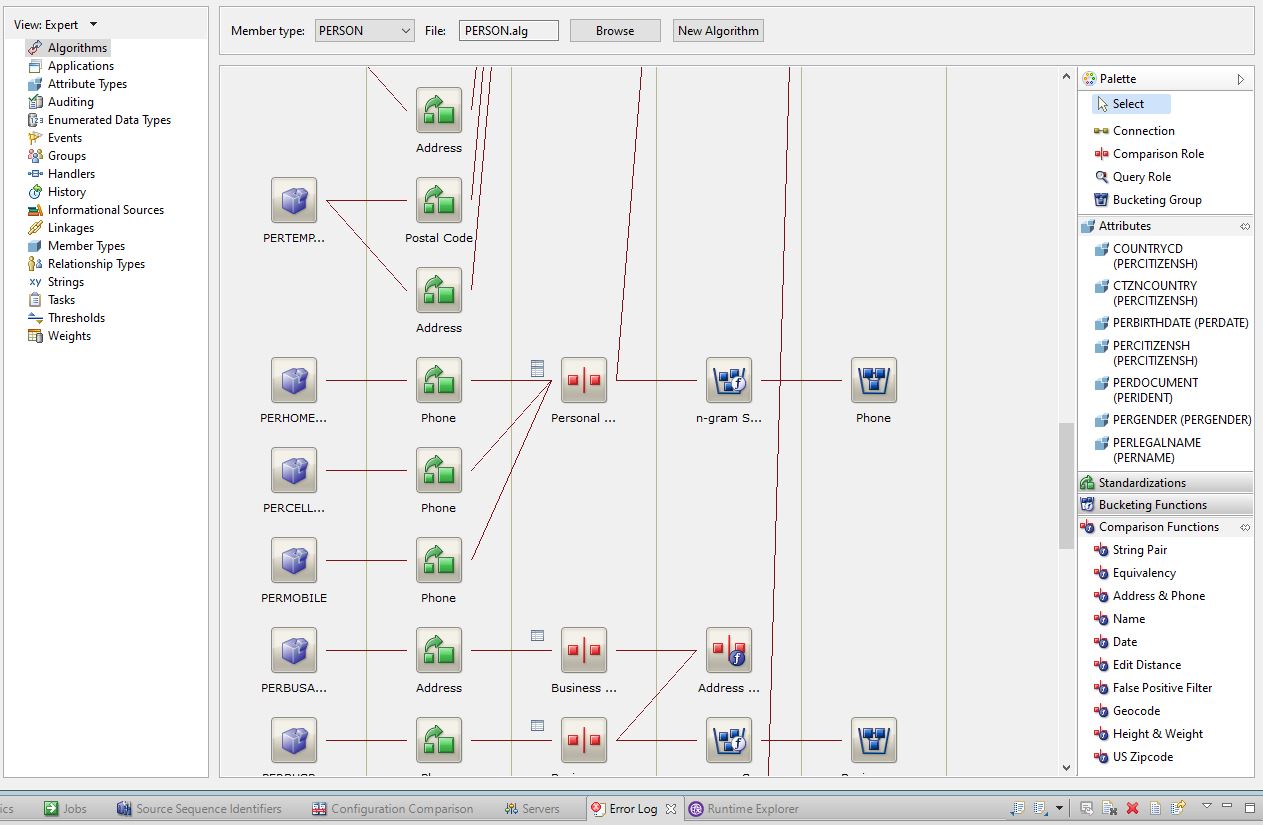 View: Expert
Algorithms
Applications
Attribute Types
Auditing
Enumerated Data Types
Events
Groups
Handlers
History
Informational Sources
Linkages
Member Types
Relationship Types
Strings
Tasks
Thresholds
Weights
Member type: PERSON File: PERSON.alg Browse New Algorithm
Address
PERTEMP... Postal Code
Address
PERHOME... Phone Personal ... n-gram S... Phone
PERCELL... Phone
PERMOBILE Phone
PERBUSA... Address Business ... Address ...
Palette
Select
Connection
Comparison Role
Query Role
Bucketing Group
Attributes
COUNTRYCD
(PERCITIZENSH)
CTZNCOUNTRY
(PERCITIZENSH)
PERBIRTHDATE (PERDATE)
PERCITIZENSH
(PERCITIZENSH)
PERDOCUMENT
(PERIDENT)
PERGENDER (PERGENDER)
PERLEGALNAME
(PERNAME)
Standardizations
Bucketing Functions
Comparison Functions
String Pair
Equivalency
Address & Phone
Name
Date
Edit Distance
False Positive Filter
Geocode
Height & Weight
US Zipcode
ics Jobs Source Sequence Identifiers Configuration Comparison Servers Error Log Runtime Explorer